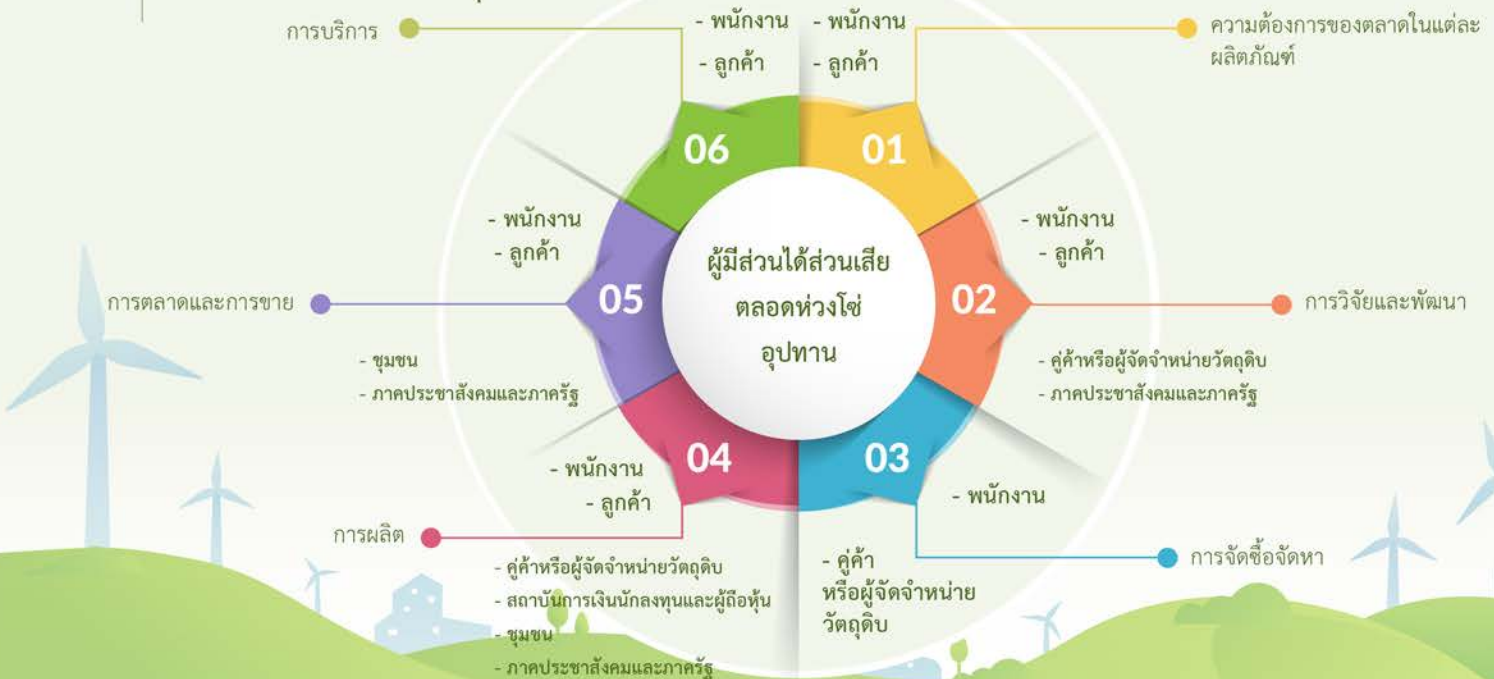 การบริการ
- พนักงาน
- ลูกค้า
06
- พนักงาน
- ลูกค้า
01
ความต้องการของตลาดในแต่ละ
ผลิตภัณฑ์
- พนักงาน
- ลูกค้า
02
การวิจัยและพัฒนา
- คู่ค้าหรือผู้จัดจำหน่ายวัตถุดิบ
- ภาคประชาสังคมและภาครัฐ
ผู้มีส่วนได้ส่วนเสีย
ตลอดห่วงโซ่
อุปทาน
- พนักงาน
- ลูกค้า
05
การตลาดและการขาย
- ชุมชน
- ภาคประชาสังคมและภาครัฐ
03
- พนักงาน
การจัดซื้อจัดหา
- คู่ค้า
หรือผู้จัดจำหน่าย
วัตถุดิบ
04
- พนักงาน
- ลูกค้า
การผลิต
- คู่ค้าหรือผู้จัดจำหน่ายวัตถุดิบ
- สถาบันการเงินนักลงทุนและผู้ถือหุ้น
- ชุมชน
- ภาคประชาสังคมและภาครัฐ